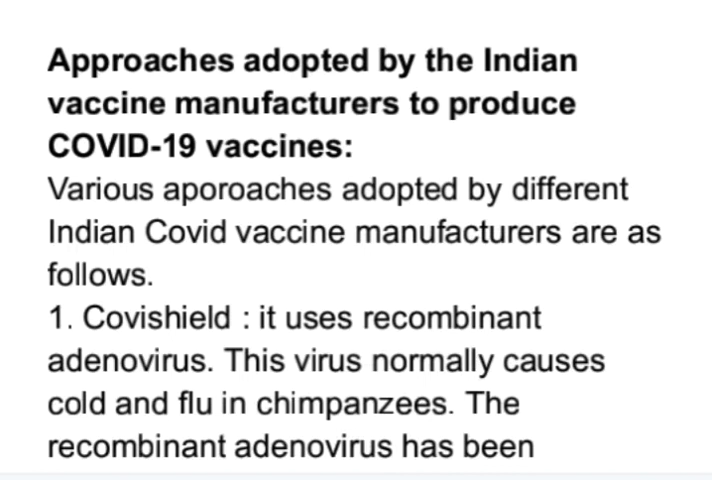 Approaches adopted by the Indian
vaccine manufacturers to produce
COVID-19 vaccines:
Various aporoaches adopted by different
Indian Covid vaccine manufacturers are as
follows.
1. Covishield : it uses recombinant
adenovirus. This virus normally causes
cold and flu in chimpanzees. The
recombinant adenovirus has been